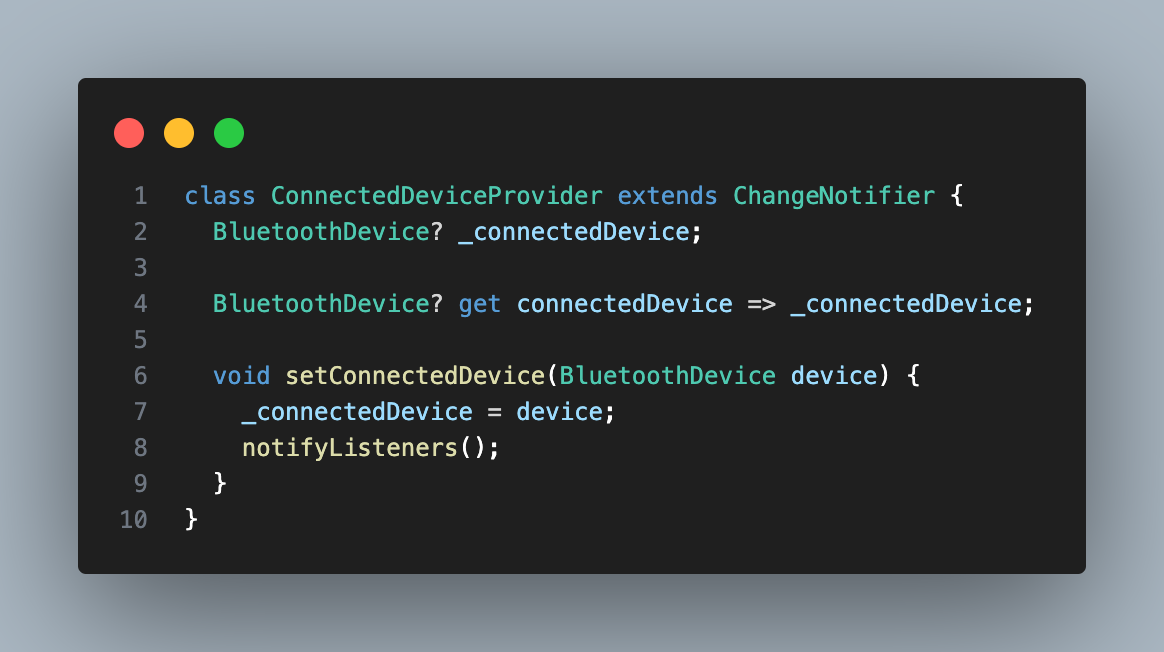 1 class ConnectedDeviceProvider extends ChangeNotifier {
2   BluetoothDevice? _connectedDevice;
3
4   BluetoothDevice? get connectedDevice => _connectedDevice;
5
6   void setConnectedDevice(BluetoothDevice device) {
7     _connectedDevice = device;
8     notifyListeners();
9   }
10 }